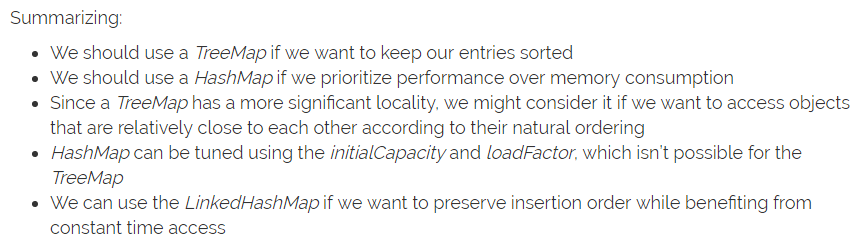 Summarizing:
• We should use a TreeMap if we want to keep our entries sorted
• We should use a HashMap if we prioritize performance over memory consumption
• Since a TreeMap has a more significant locality, we might consider it if we want to access objects
that are relatively close to each other according to their natural ordering
• HashMap can be tuned using the initialCapacity and loadFactor, which isn't possible for the
TreeMap
• We can use the LinkedHashMap if we want to preserve insertion order while benefiting from
constant time access